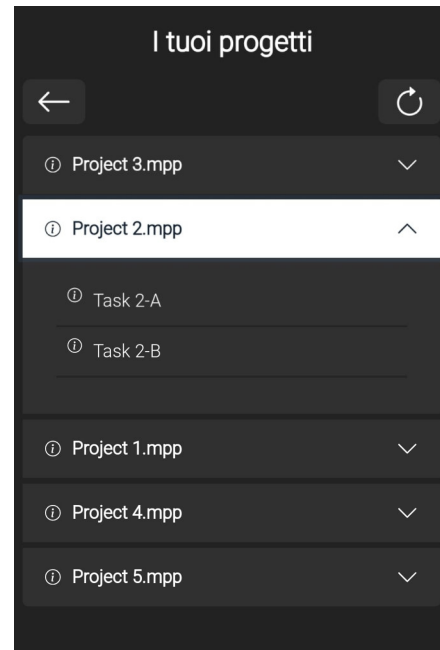 I tuoi progetti
Project 3.mpp
Project 2.mpp
Task 2-A
Task 2-B
Project 1.mpp
Project 4.mpp
Project 5.mpp